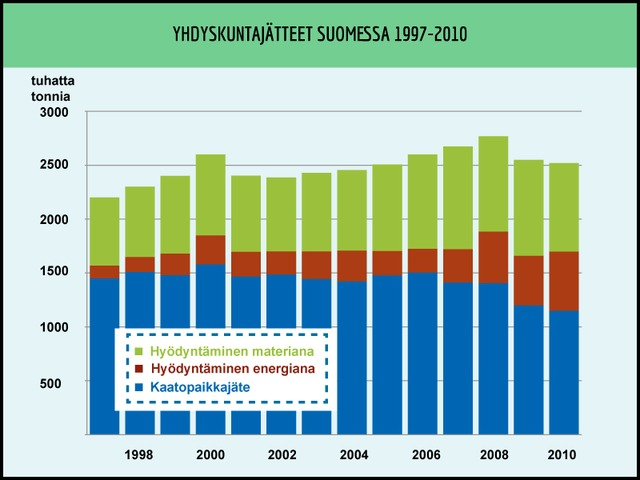 YHDYSKUNTAJÄTTEET SUOMESSA 1997-2010
tuhatta
tonnia
3000
2500
2000
1500
1000
500
Hyödyntäminen materiana
Hyödyntäminen energiana
Kaatopaikkajäte
1998 2000 2002 2004 2006 2008 2010